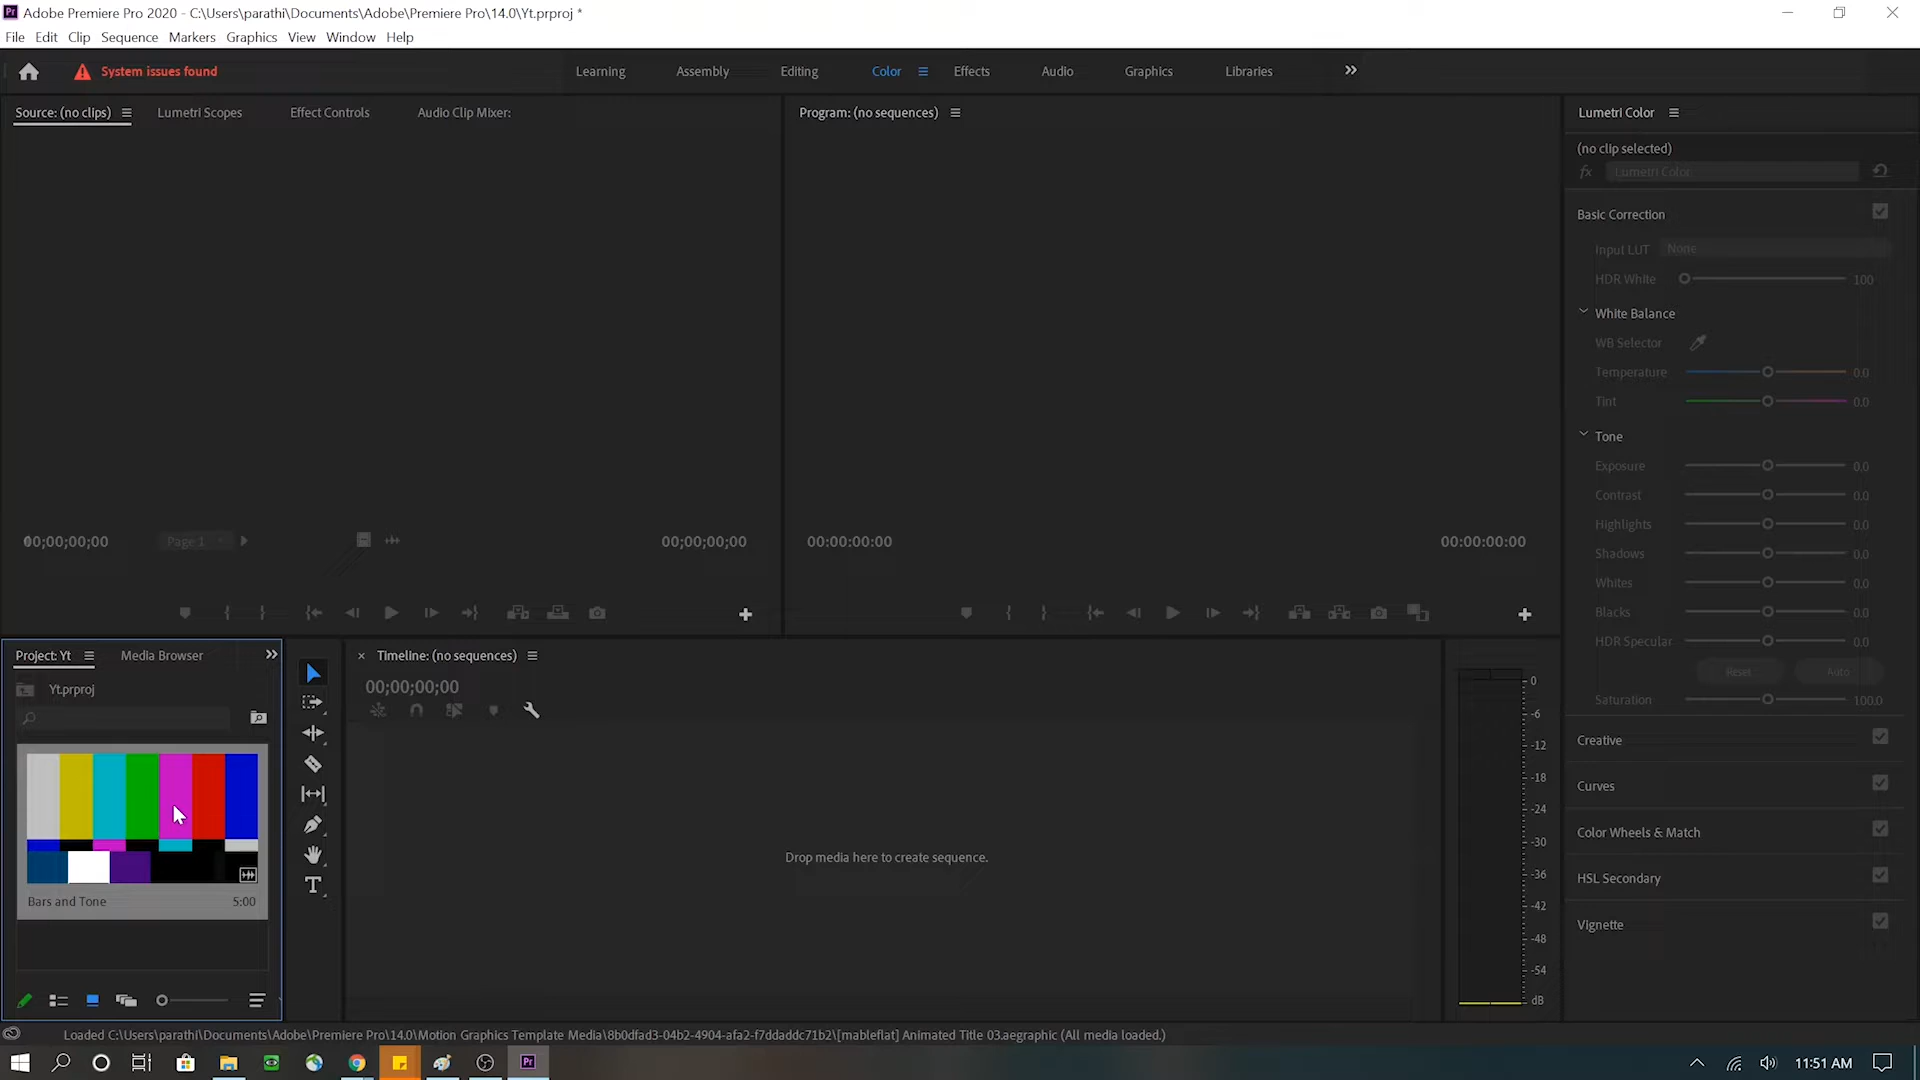 Adobe Premiere Pro 2020 - C:\Users\parathi\Documents\Adobe\Premiere Pro\14.0\Yt.prproj *
File Edit Clip Sequence Markers Graphics View Window Help
System issues found
Learning Assembly Editing Color Effects Audio Graphics Libraries
Source: (no clips) Lumetri Scopes Effect Controls Audio Clip Mixer:
Program: (no sequences)
Lumetri Color
(no clip selected)
fx Lumetri Color
Basic Correction
Input LUT None
HDR White 100
White Balance
WB Selector
Temperature 0.0
Tint 0.0
Tone
Exposure 0.0
Contrast 0.0
Highlights 0.0
Shadows 0.0
Whites 0.0
Blacks 0.0
HDR Specular 0.0
Reset Auto
Saturation 100.0
Creative
Curves
Color Wheels & Match
HSL Secondary
Vignette
00;00;00;00 Page 1 00;00;00;00
00:00:00:00 00:00:00:00
Project: Yt Media Browser
Yt.prproj
Bars and Tone 5:00
Timeline: (no sequences)
00;00;00;00
Drop media here to create sequence.
0
-6
-12
-18
-24
-30
-36
-42
-48
-54
dB
Loaded C:\Users\parathi\Documents\Adobe\Premiere Pro\14.0\Motion Graphics Template Media\8b0dfad3-04b2-4904-afa2-f7ddaddc71b2\[mableflat] Animated Title 03.aegraphic (All media loaded.)
11:51 AM